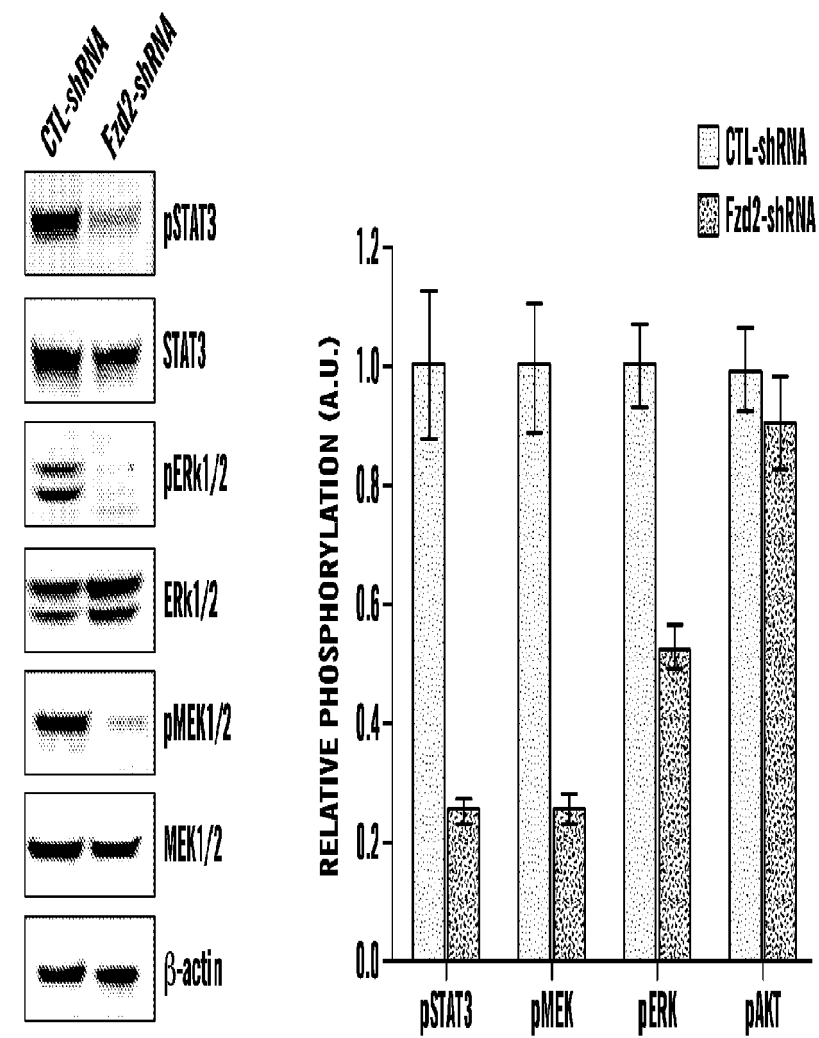 CTL-shRNA
Fzd2-shRNA
pSTAT3
STAT3
pERk1/2
ERk1/2
pMEK1/2
MEK1/2
β-actin
CTL-shRNA
Fzd2-shRNA
RELATIVE PHOSPHORYLATION (A.U.)
1.2
1.0
0.8
0.6
0.4
0.2
0.0
pSTAT3 pMEK pERK pAKT